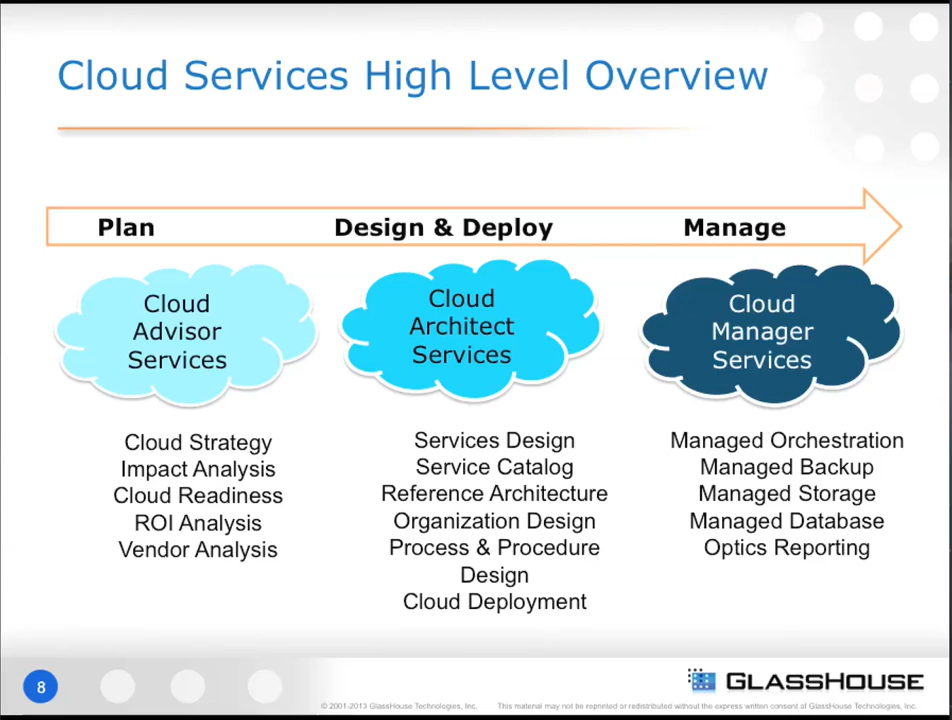 Cloud Services High Level Overview
Plan
Design & Deploy
Manage
Cloud
Advisor
Services
Cloud
Architect
Services
Cloud
Manager
Services
Cloud Strategy
Impact Analysis
Cloud Readiness
ROI Analysis
Vendor Analysis
Services Design
Service Catalog
Reference Architecture
Organization Design
Process & Procedure
Design
Cloud Deployment
Managed Orchestration
Managed Backup
Managed Storage
Managed Database
Optics Reporting
8
GLASSHOUSE
© 2001-2013 GlassHouse Technologies, Inc. This material may not be reprinted or redistributed without the express written consent of GlassHouse Technologies, Inc.